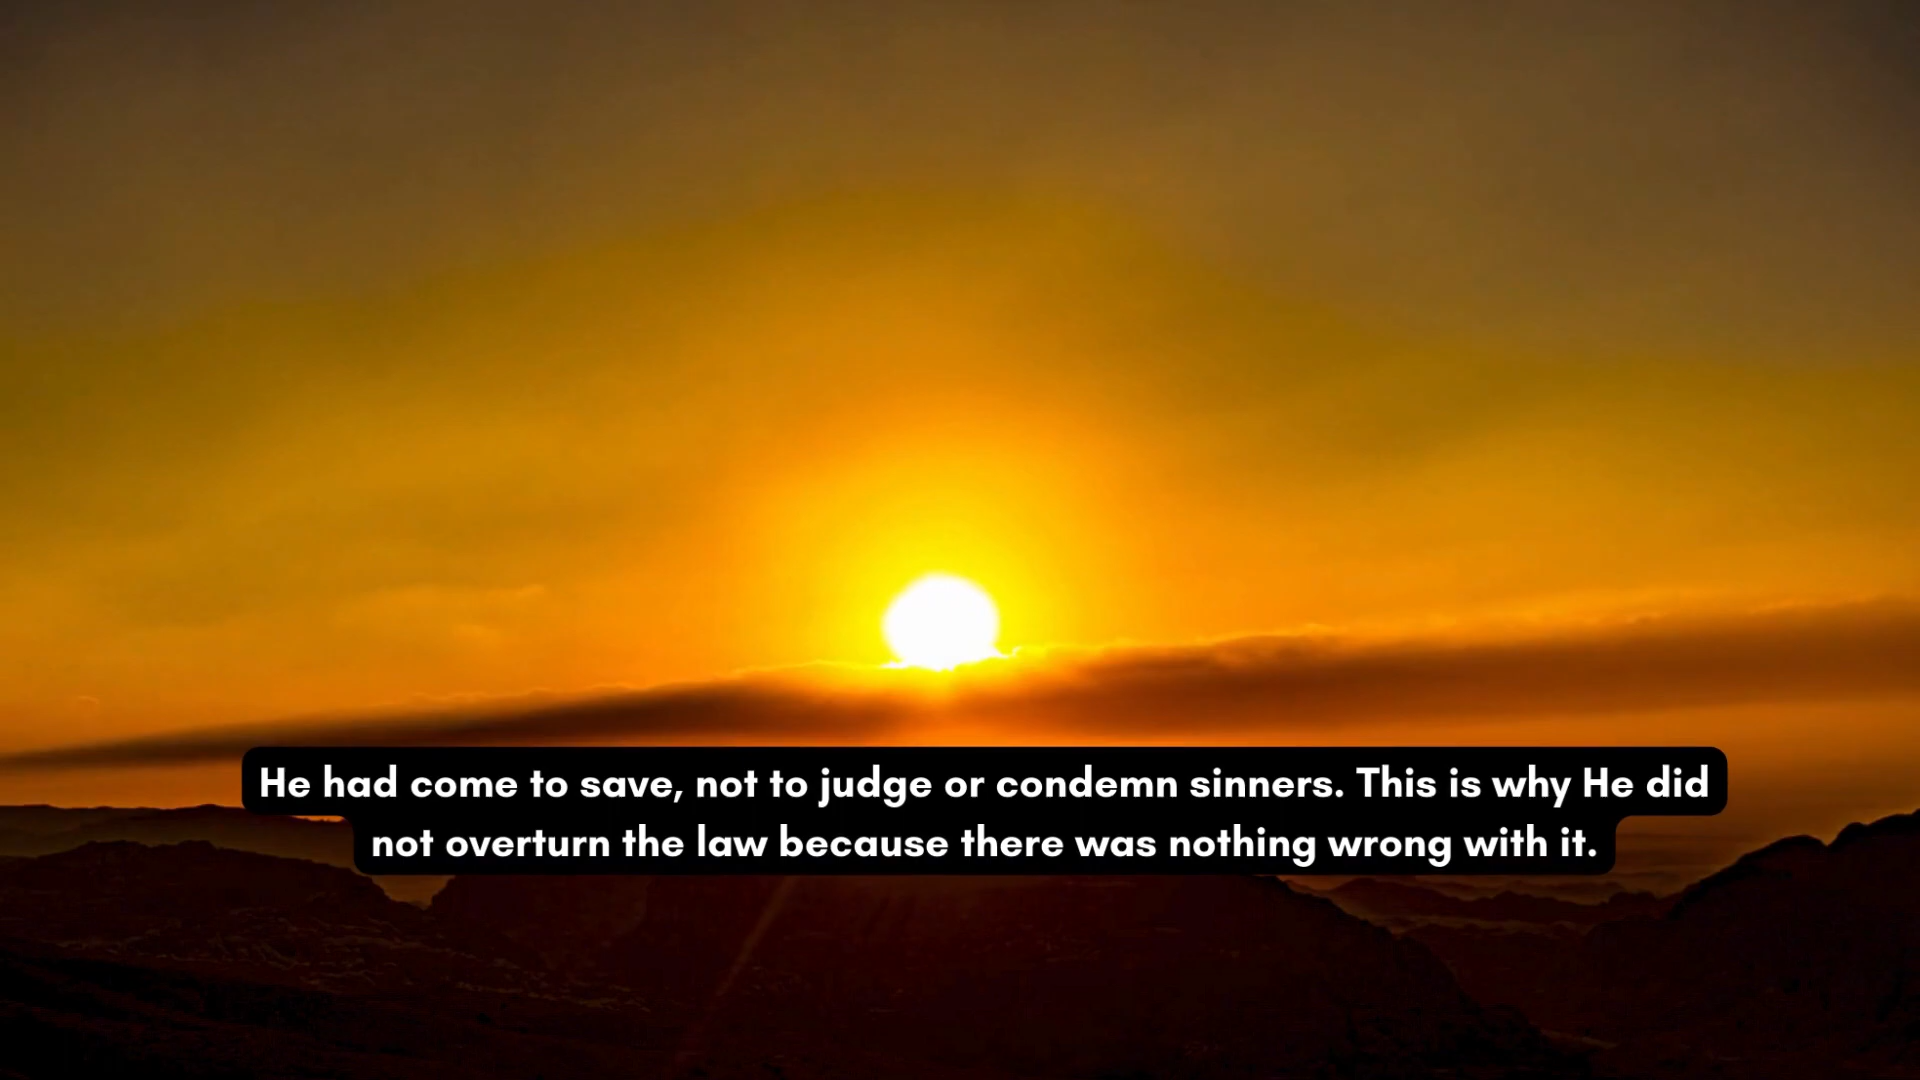 He had come to save, not to judge or condemn sinners. This is why He did
not overturn the law because there was nothing wrong with it.